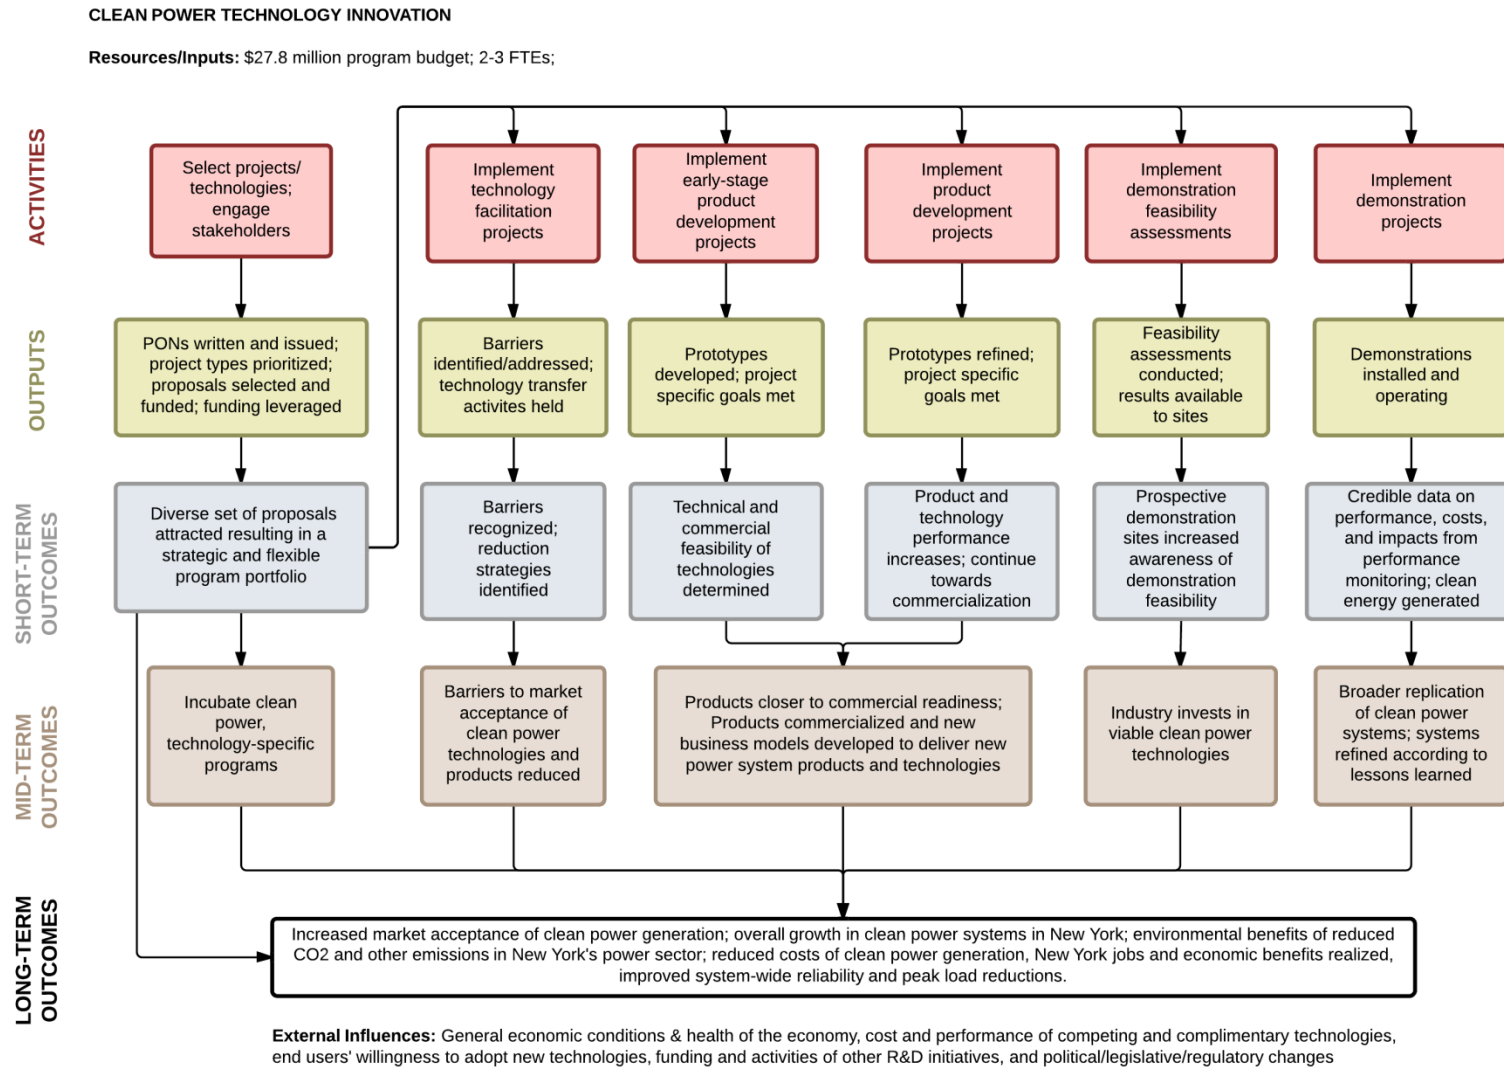 CLEAN POWER TECHNOLOGY INNOVATION
Resources/Inputs: $27.8 million program budget; 2-3 FTEs;
ACTIVITIES
Select projects/
technologies;
engage
stakeholders
Implement
technology
facilitation
projects
Implement
early-stage
product
development
projects
Implement
product
development
projects
Implement
demonstration
feasibility
assessments
Implement
demonstration
projects
OUTPUTS
PONs written and issued;
project types prioritized;
proposals selected and
funded; funding leveraged
Barriers
identified/addressed;
technology transfer
activites held
Prototypes
developed; project
specific goals met
Prototypes refined;
project specific
goals met
Feasibility
assessments
conducted;
results available
to sites
Demonstrations
installed and
operating
SHORT-TERM
OUTCOMES
Diverse set of proposals
attracted resulting in a
strategic and flexible
program portfolio
Barriers
recognized;
reduction
strategies
identified
Technical and
commercial
feasibility of
technologies
determined
Product and
technology
performance
increases; continue
towards
commercialization
Prospective
demonstration
sites increased
awareness of
demonstration
feasibility
Credible data on
performance, costs,
and impacts from
performance
monitoring; clean
energy generated
MID-TERM
OUTCOMES
Incubate clean
power,
technology-specific
programs
Barriers to market
acceptance of
clean power
technologies and
products reduced
Products closer to commercial readiness;
Products commercialized and new
business models developed to deliver new
power system products and technologies
Industry invests in
viable clean power
technologies
Broader replication
of clean power
systems; systems
refined according to
lessons learned
LONG-TERM
OUTCOMES
Increased market acceptance of clean power generation; overall growth in clean power systems in New York; environmental benefits of reduced
CO2 and other emissions in New York's power sector; reduced costs of clean power generation, New York jobs and economic benefits realized,
improved system-wide reliability and peak load reductions.
External Influences: General economic conditions & health of the economy, cost and performance of competing and complimentary technologies,
end users' willingness to adopt new technologies, funding and activities of other R&D initiatives, and political/legislative/regulatory changes